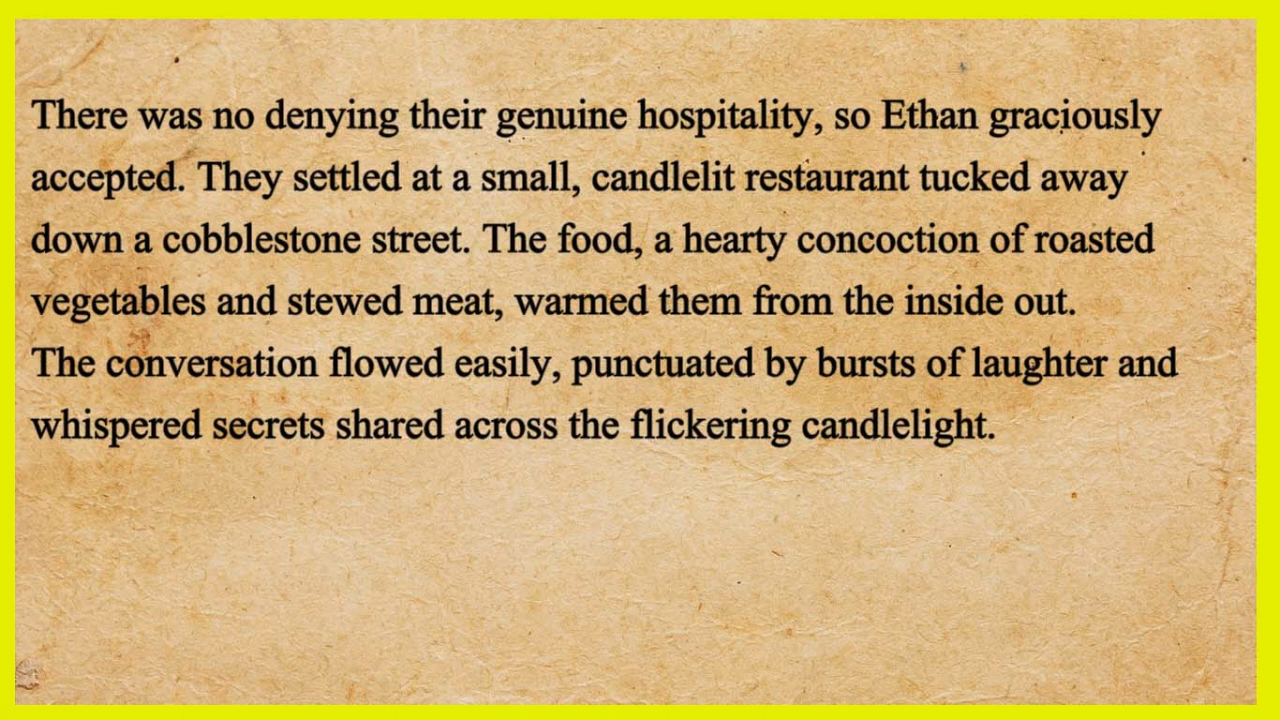 There was no denying their genuine hospitality, so Ethan graciously
accepted. They settled at a small, candlelit restaurant tucked away
down a cobblestone street. The food, a hearty concoction of roasted
vegetables and stewed meat, warmed them from the inside out.
The conversation flowed easily, punctuated by bursts of laughter and
whispered secrets shared across the flickering candlelight.